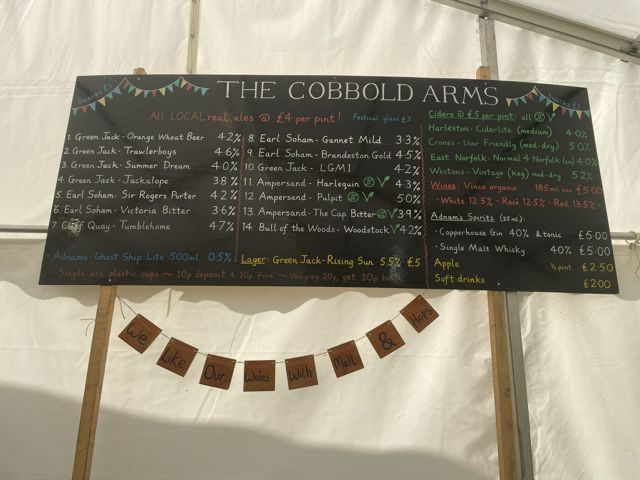 THE COBBOLD ARMS
Snacks £1
Snacks £1
All LOCAL real ales @ £4 per pint!
Festival glass £3
1. Green Jack - Orange Wheat Beer 4.2%
2. Green Jack - Trawlerboys 4.6%
3. Green Jack - Summer Dream 4.0%
4. Green Jack - Jackalope 3.8%
5. Earl Soham - Sir Rogers Porter 4.2%
6. Earl Soham - Victoria Bitter 3.6%
7 Cliff Quay - Tumblehome 4.7%
Adnams - Ghost Ship Lite 500ml 0.5%
8. Earl Soham - Gannet Mild 3.3%
9. Earl Soham - Brandeston Gold 4.5%
10. Green Jack - LGM1 4.2%
11. Ampersand - Harlequin V 4.3%
12. Ampersand - Pulpit V 5.0%
13. Ampersand - The Cap Bitter V 3.9%
14. Bull of the Woods - Woodstock V 4.2%
Lager: Green Jack - Rising Sun 5.5% £5
Single use plastic cups ~ 10p deposit + 10p 'fine' ~ You pay 20p, get 10p back
Ciders @ £5 per pint: all V
Harleston - Cider-lite (medium) 4.0%
Crones - User Friendly (med-dry) 5.0%
East Norfolk - Normal 4 Norfolk 4.0%
Westons - Vintage (Keg) med-dry 5.2%
Wines: Vinca organic 185ml can £5.00
- White 12.5% - Rosé 12.5% - Red 13.5%
Adnam's Spirits (25ml):
- Copperhouse Gin 40% & tonic £5.00
- Single Malt Whisky 40% £5.00
Apple ½ pint £2.50
Soft drinks £2.00
We Like Our Water With Malt & Hops